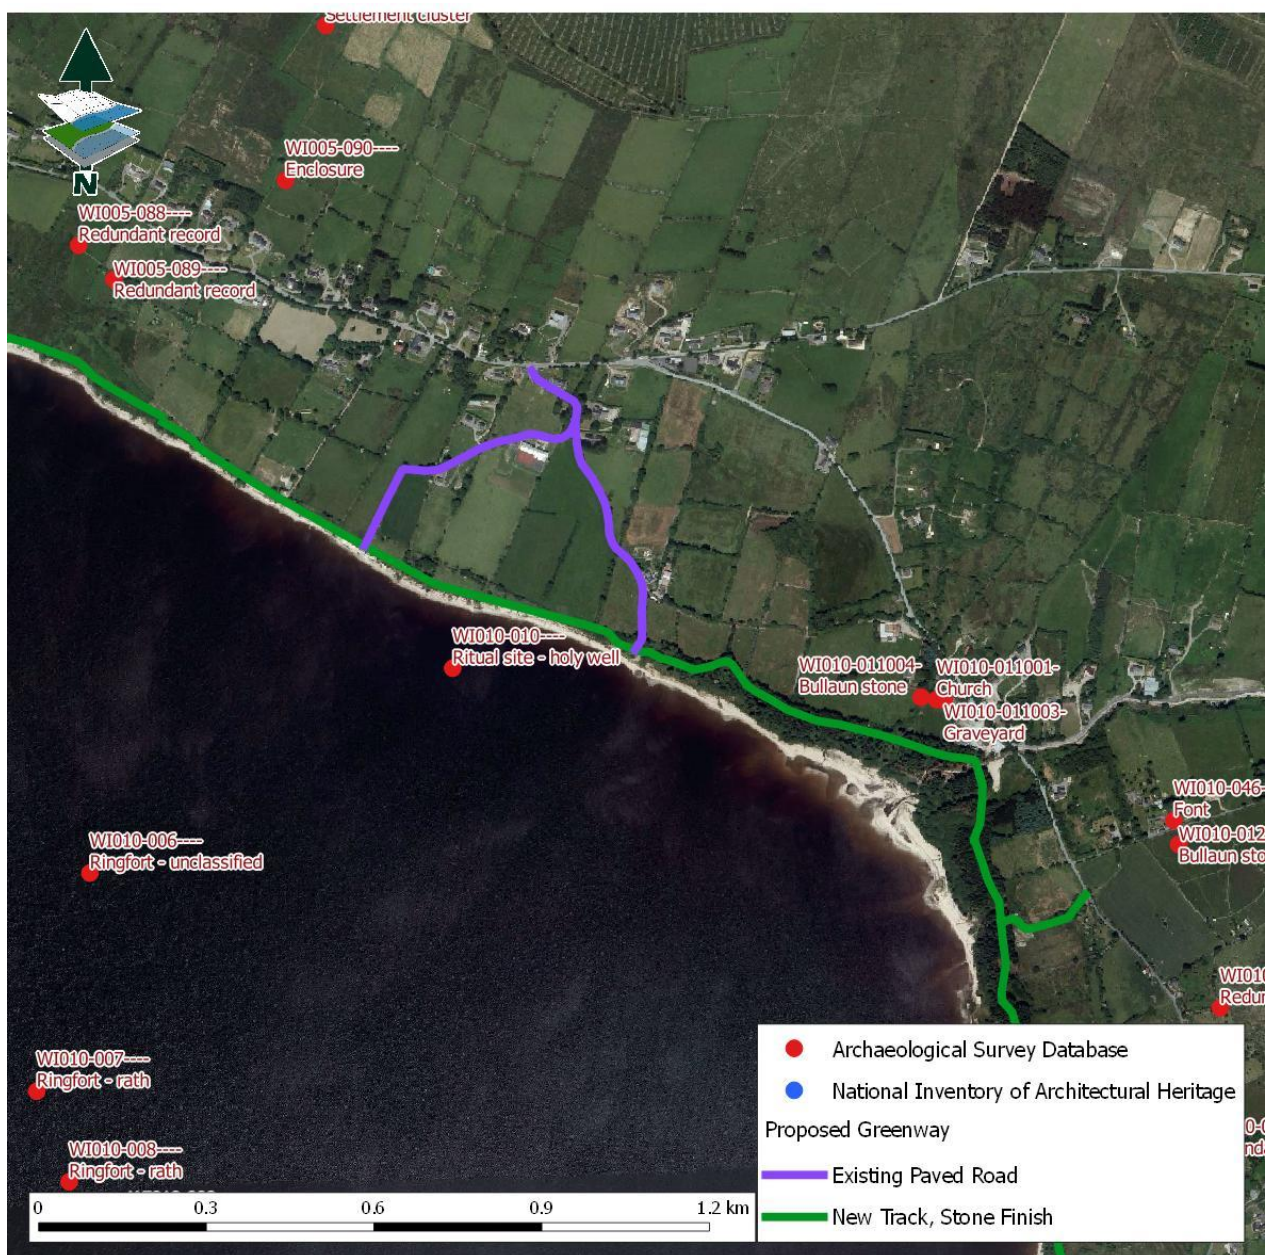 Settlement cluster
N
WI005-090----
Enclosure
WI005-088----
Redundant record
WI005-089----
Redundant record
WI010-010----
Ritual site - holy well
WI010-011004-
Bullaun stone
WI010-011001-
Church
WI010-011003-
Graveyard
WI010-046-
Font
WI010-012
Bullaun sto
WI010-006----
Ringfort - unclassified
WI010
Redun
WI010-007----
Ringfort - rath
WI010-008----
Ringfort - rath
Archaeological Survey Database
National Inventory of Architectural Heritage
Proposed Greenway
Existing Paved Road
New Track, Stone Finish
0 0.3 0.6 0.9 1.2 km